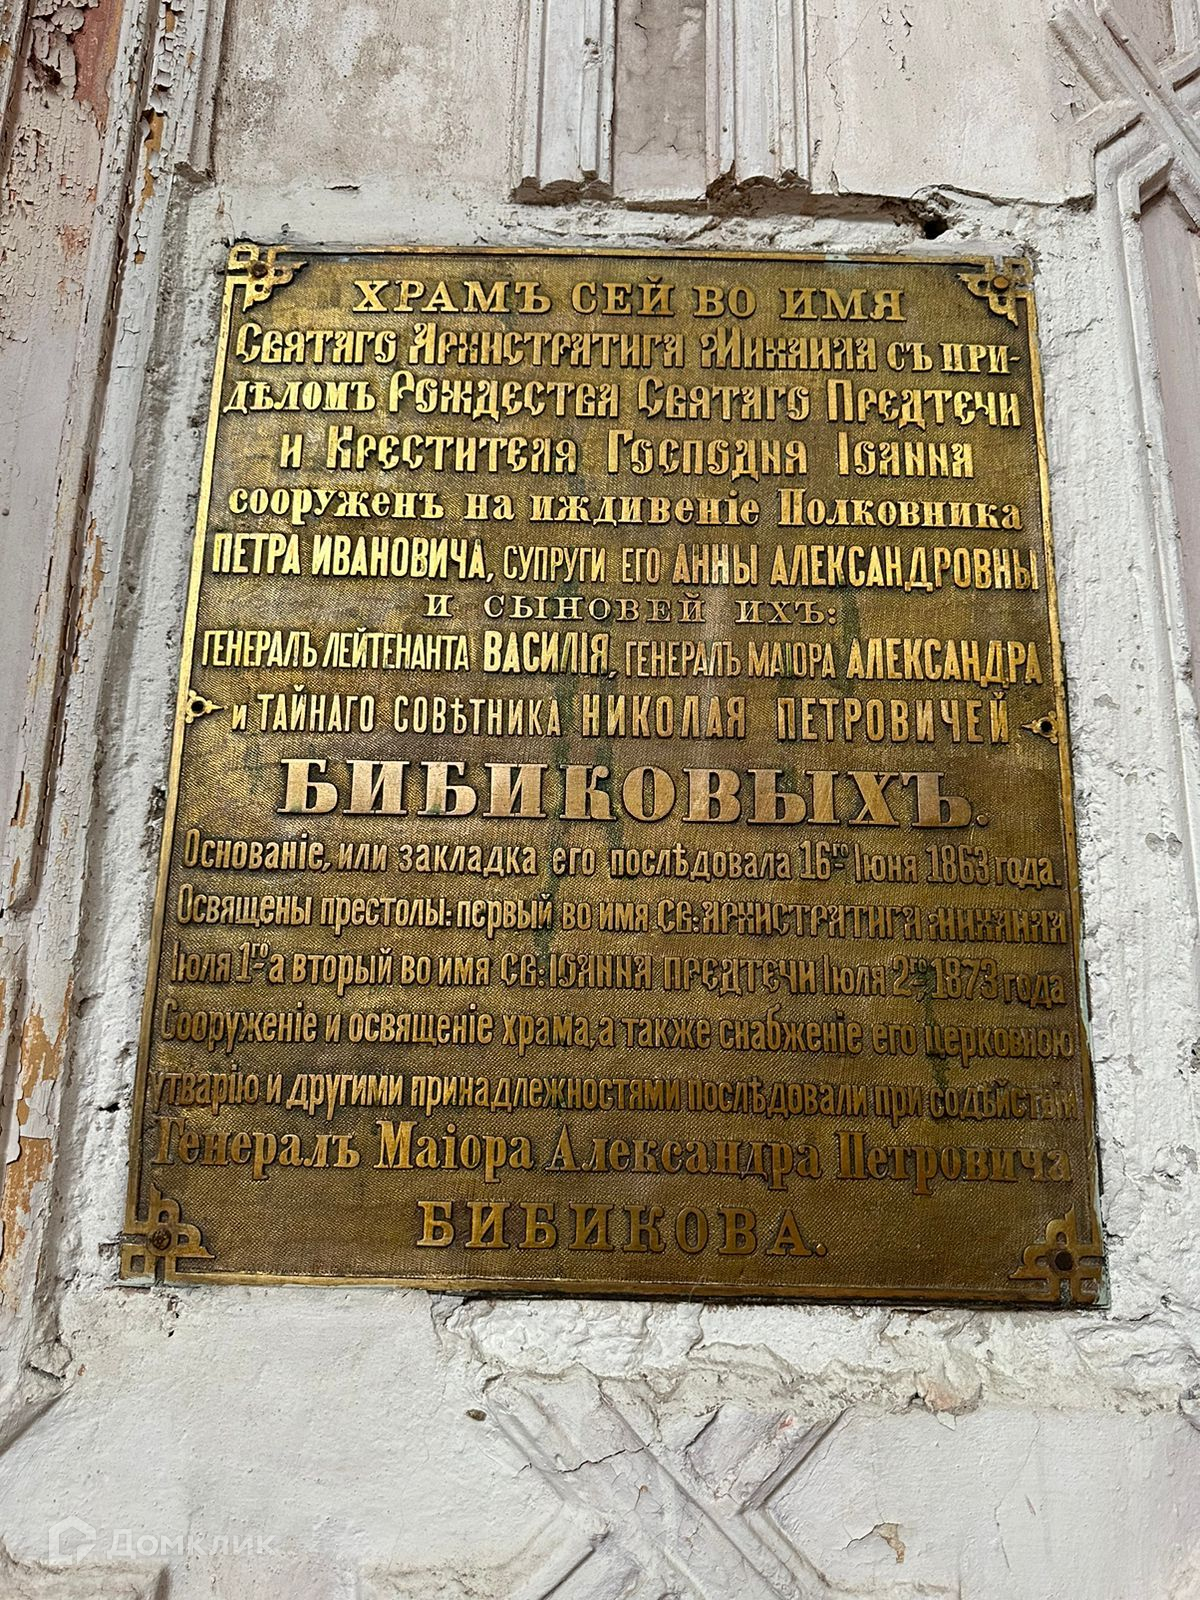 ХРАМЪ СЕЙ ВО ИМЯ
Святаго Архистратига Михаила съ при-
дѣломъ Рождества Святаго Предтечи
и Крестителя Господня Іоанна
сооруженъ на иждивеніе Полковника
ПЕТРА ИВАНОВИЧА, СУПРУГИ ЕГО АННЫ АЛЕКСАНДРОВНЫ
И СЫНОВЕЙ ИХЪ:
ГЕНЕРАЛЪ ЛЕЙТЕНАНТА ВАСИЛІЯ, ГЕНЕРАЛЪ МАІОРА АЛЕКСАНДРА
и ТАЙНАГО СОВѢТНИКА НИКОЛАЯ ПЕТРОВИЧЕЙ
БИБИКОВЫХЪ.
Основаніе, или закладка его послѣдовала 16го Іюня 1863 года.
Освящены престолы: первый во имя Св: Архистратига Михаила
Іюля 1го а вторый во имя Св: Іоанна Предтечи Іюля 2го, 1873 года
Сооруженіе и освященіе храма, а также снабженіе его церковною
утварію и другими принадлежностями послѣдовали при содѣйствіи
Генералъ Маіора Александра Петровича
БИБИКОВА.
Домклик